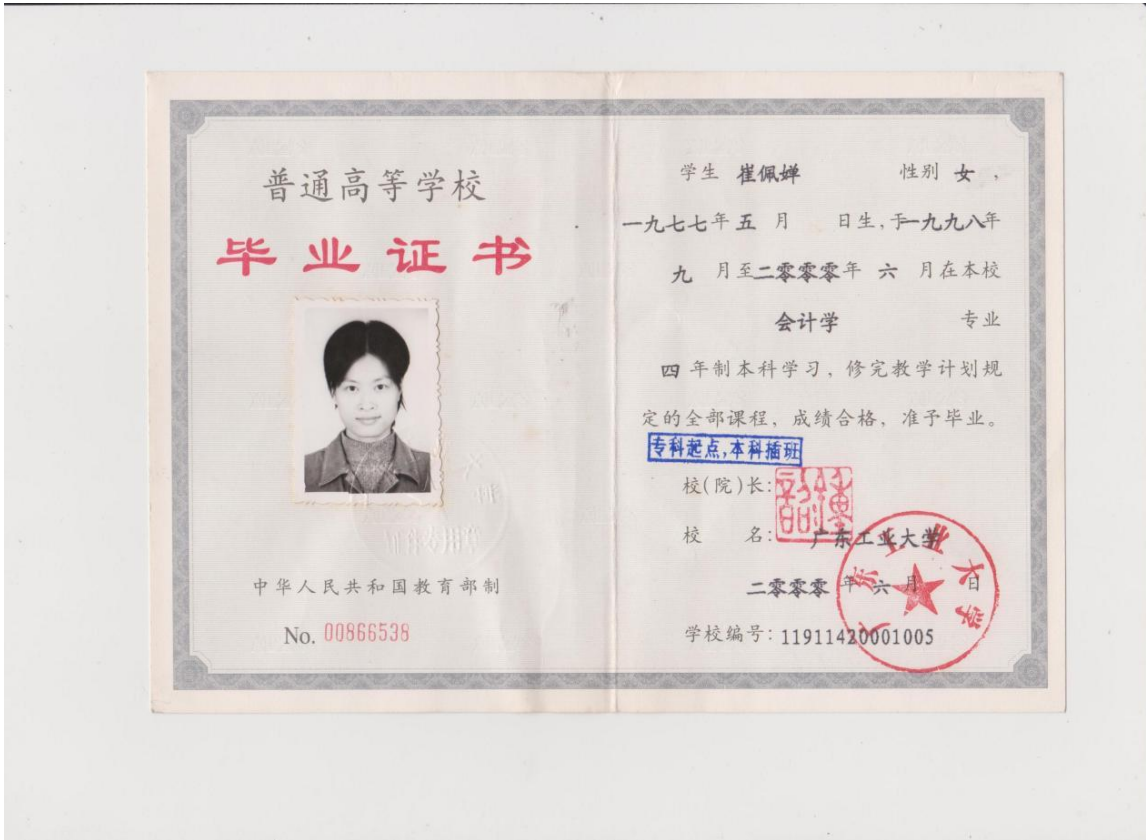 普通高等学校
毕业证书
中华人民共和国教育部制
No. 00866538
学生 崔佩婵 性别 女，
一九七七年五月 日生，于一九九八年
九 月至二零零零年 六 月在本校
会计学 专业
四 年制本科学习，修完教学计划规
定的全部课程，成绩合格，准予毕业。
专科起点,本科插班
校(院)长：
校 名：广东工业大学
二零零零 年 六 月 日
广东工业大学
学校编号：11911420001005